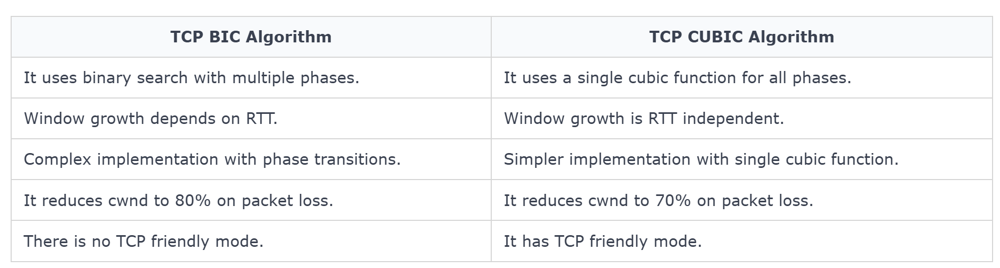 TCP BIC Algorithm
TCP CUBIC Algorithm
It uses binary search with multiple phases.
It uses a single cubic function for all phases.
Window growth depends on RTT.
Window growth is RTT independent.
Complex implementation with phase transitions.
Simpler implementation with single cubic function.
It reduces cwnd to 80% on packet loss.
It reduces cwnd to 70% on packet loss.
There is no TCP friendly mode.
It has TCP friendly mode.